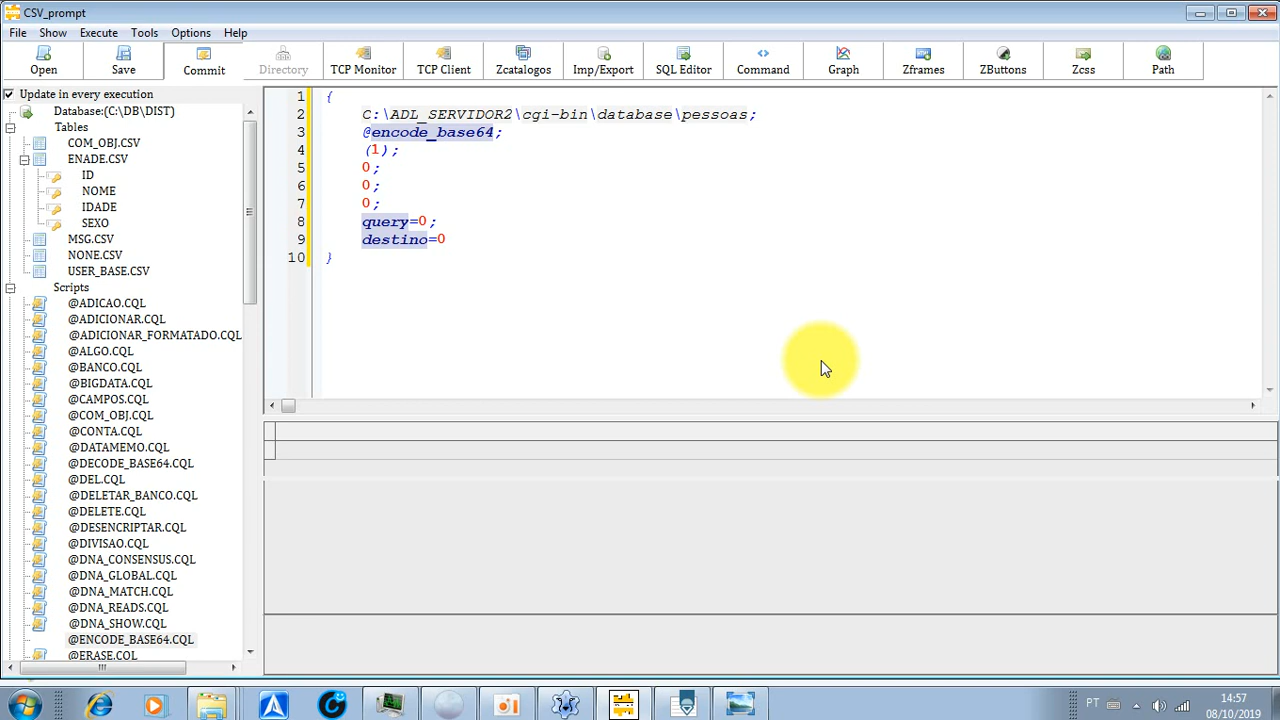 CSV_prompt
File Show Execute Tools Options Help
Open Save Commit Directory TCP Monitor TCP Client Zcatalogos Imp/Export SQL Editor Command Graph Zframes ZButtons Zcss Path
Update in every execution
Database:(C:\DB\DIST)
Tables
COM_OBJ.CSV
ENADE.CSV
ID
NOME
IDADE
SEXO
MSG.CSV
NONE.CSV
USER_BASE.CSV
Scripts
@ADICAO.CQL
@ADICIONAR.CQL
@ADICIONAR_FORMATADO.CQL
@ALGO.CQL
@BANCO.CQL
@BIGDATA.CQL
@CAMPOS.CQL
@COM_OBJ.CQL
@CONTA.CQL
@DATAMEMO.CQL
@DECODE_BASE64.CQL
@DEL.CQL
@DELETAR_BANCO.CQL
@DELETE.CQL
@DESENCRIPTAR.CQL
@DIVISAO.CQL
@DNA_CONSENSUS.CQL
@DNA_GLOBAL.CQL
@DNA_MATCH.CQL
@DNA_READS.CQL
@DNA_SHOW.CQL
@ENCODE_BASE64.CQL
@ERASE.CQL
1 {
2 C:\ADL_SERVIDOR2\cgi-bin\database\pessoas;
3 @encode_base64;
4 (1);
5 0;
6 0;
7 0;
8 query=0;
9 destino=0
10 }
PT 14:57
08/10/2019